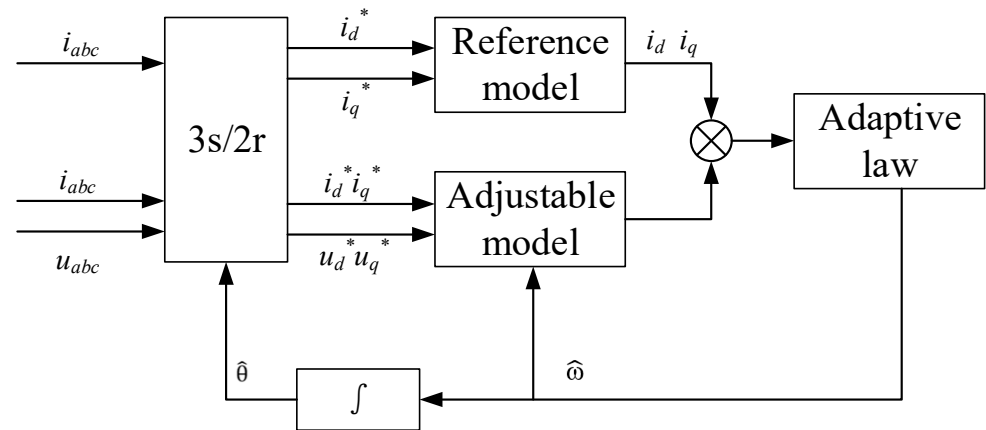 i_abc
i_abc
u_abc
3s/2r
i_d^*
i_q^*
i_d^* i_q^*
u_d^* u_q^*
Reference
model
Adjustable
model
i_d i_q
Adaptive
law
θ̂
∫
ω̂